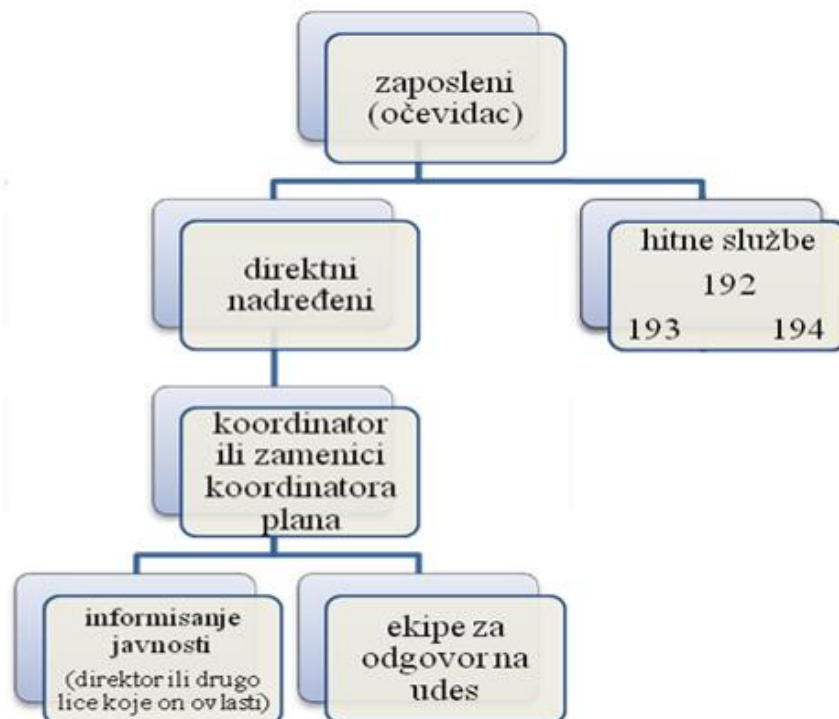 zaposleni
(očevidac)
direktni
nadređeni
hitne službe
192
193 194
koordinator
ili zamenici
koordinatora
plana
informisanje
javnosti
(direktor ili drugo
lice koje on ovlasti)
ekipe za
odgovor na
udes